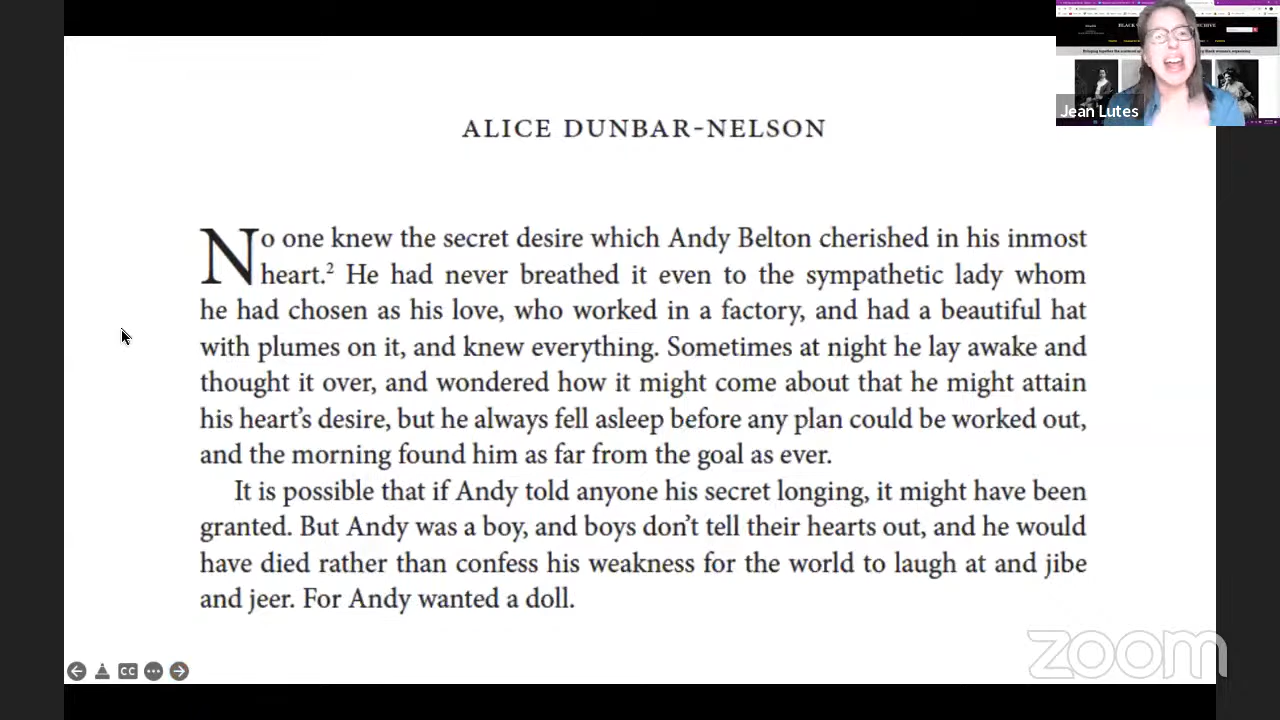 ALICE DUNBAR-NELSON
No one knew the secret desire which Andy Belton cherished in his inmost
heart.² He had never breathed it even to the sympathetic lady whom
he had chosen as his love, who worked in a factory, and had a beautiful hat
with plumes on it, and knew everything. Sometimes at night he lay awake and
thought it over, and wondered how it might come about that he might attain
his heart’s desire, but he always fell asleep before any plan could be worked out,
and the morning found him as far from the goal as ever.
It is possible that if Andy told anyone his secret longing, it might have been
granted. But Andy was a boy, and boys don’t tell their hearts out, and he would
have died rather than confess his weakness for the world to laugh at and jibe
and jeer. For Andy wanted a doll.
Jean Lutes
CC
zoom